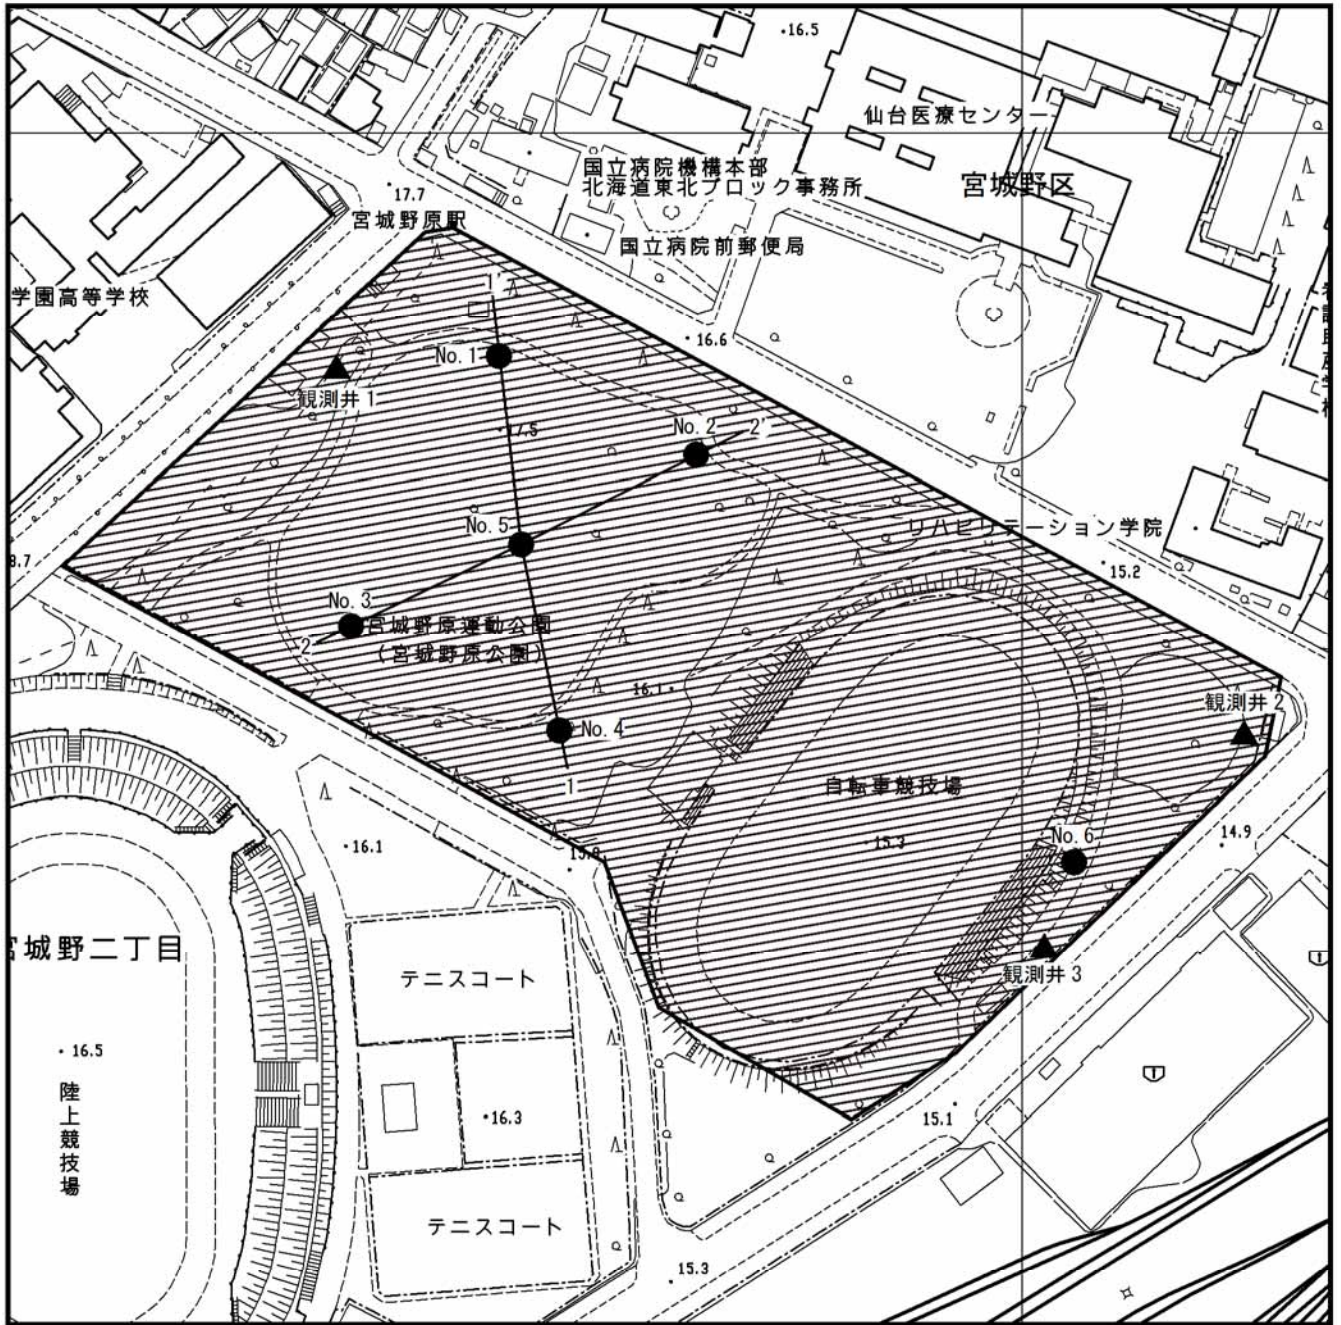 16.5
仙台医療センター
国立病院機構本部
北海道東北ブロック事務所
宮城野区
17.7
宮城野原駅
国立病院前郵便局
学園高等学校
1'
No.1
16.6
観測井1
17.5
No.2
2'
No.5
リハビリテーション学院
8.7
15.2
No.3
宮城野原運動公園
(宮城野原公園)
2
16.1
観測井2
No.4
1
自転車競技場
15.3
14.9
No.6
16.1
宮城野二丁目
テニスコート
観測井3
16.5
陸上競技場
16.3
15.1
テニスコート
15.3